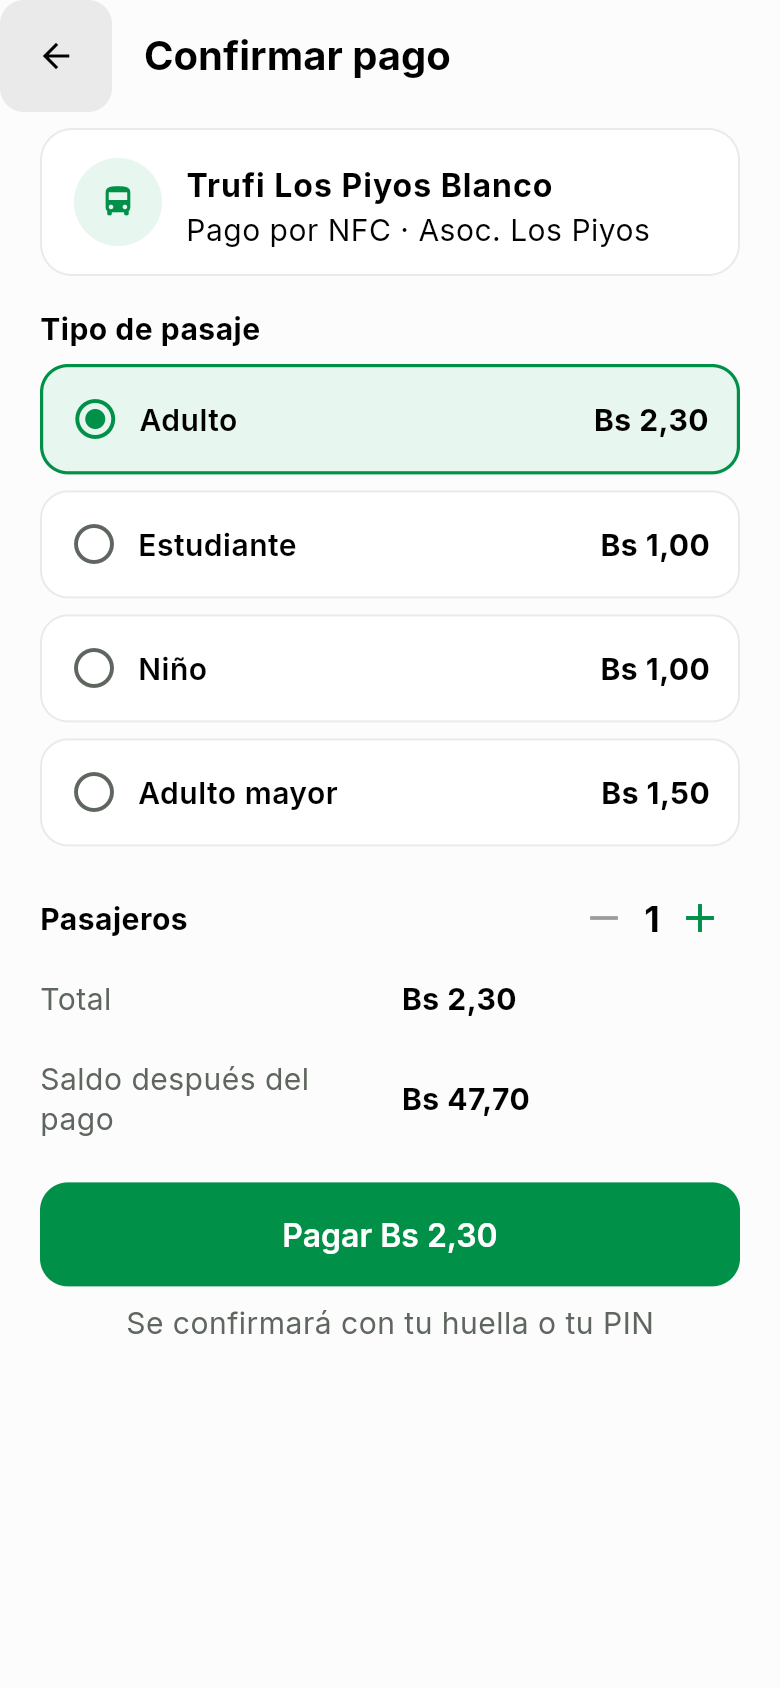 Confirmar pago
Trufi Los Piyos Blanco
Pago por NFC · Asoc. Los Piyos
Tipo de pasaje
Adulto Bs 2,30
Estudiante Bs 1,00
Niño Bs 1,00
Adulto mayor Bs 1,50
Pasajeros — 1 +
Total Bs 2,30
Saldo después del
pago Bs 47,70
Pagar Bs 2,30
Se confirmará con tu huella o tu PIN